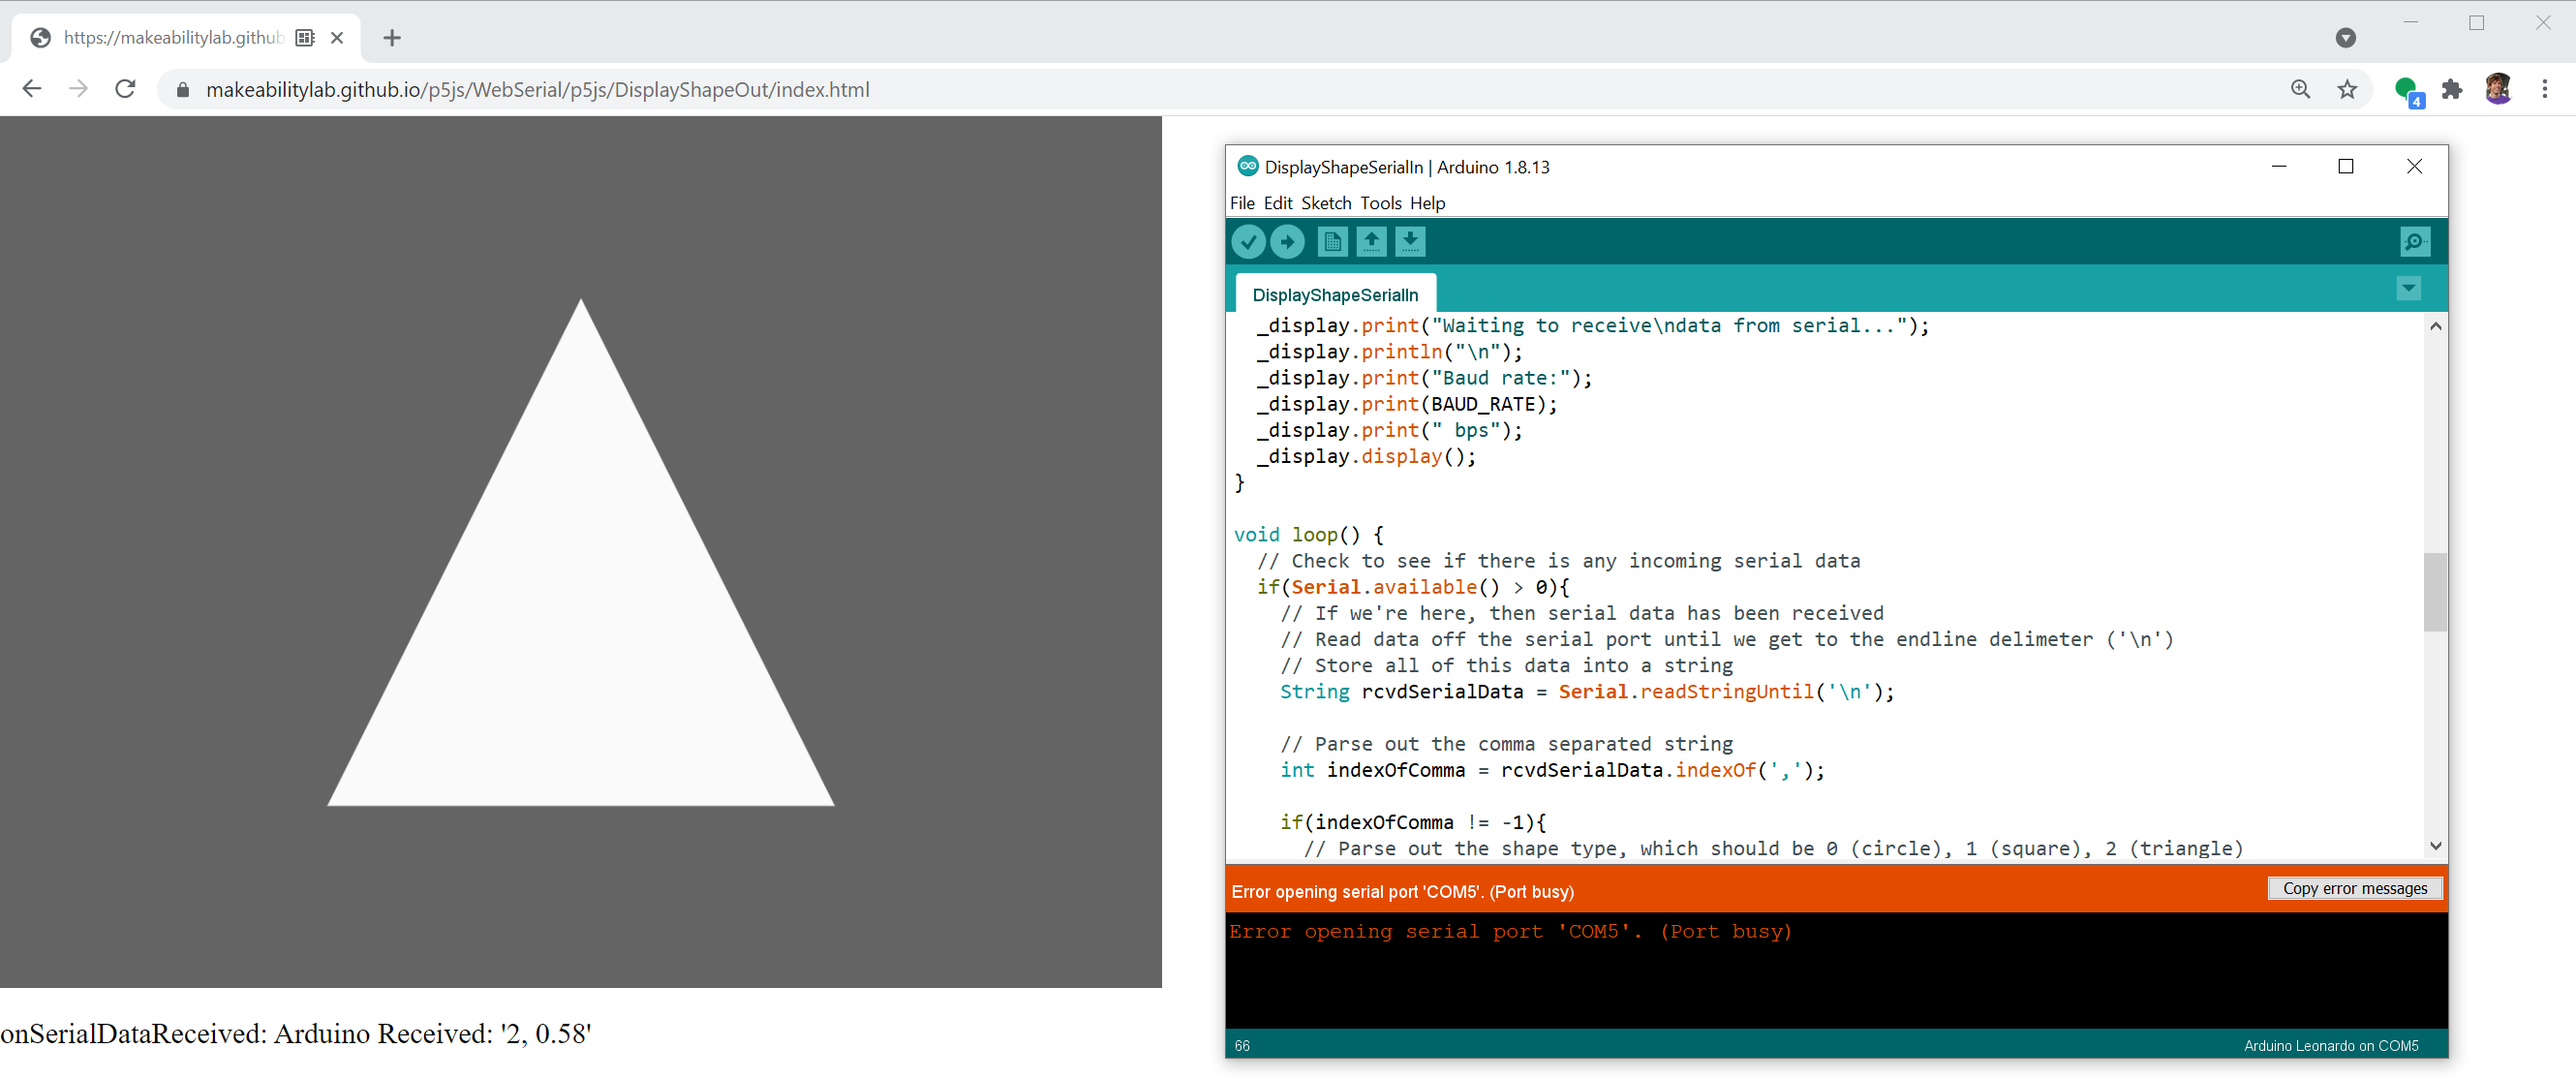 https://makeabilitylab.github
makeabilitylab.github.io/p5js/WebSerial/p5js/DisplayShapeOut/index.html
4
onSerialDataReceived: Arduino Received: '2, 0.58'
DisplayShapeSerialIn | Arduino 1.8.13
File Edit Sketch Tools Help
DisplayShapeSerialIn
_display.print("Waiting to receive\ndata from serial...");
_display.println("\n");
_display.print("Baud rate:");
_display.print(BAUD_RATE);
_display.print(" bps");
_display.display();
}
void loop() {
// Check to see if there is any incoming serial data
if(Serial.available() > 0){
// If we're here, then serial data has been received
// Read data off the serial port until we get to the endline delimeter ('\n')
// Store all of this data into a string
String rcvdSerialData = Serial.readStringUntil('\n');
// Parse out the comma separated string
int indexOfComma = rcvdSerialData.indexOf(',');
if(indexOfComma != -1){
// Parse out the shape type, which should be 0 (circle), 1 (square), 2 (triangle)
Error opening serial port 'COM5'. (Port busy)
Copy error messages
Error opening serial port 'COM5'. (Port busy)
66
Arduino Leonardo on COM5